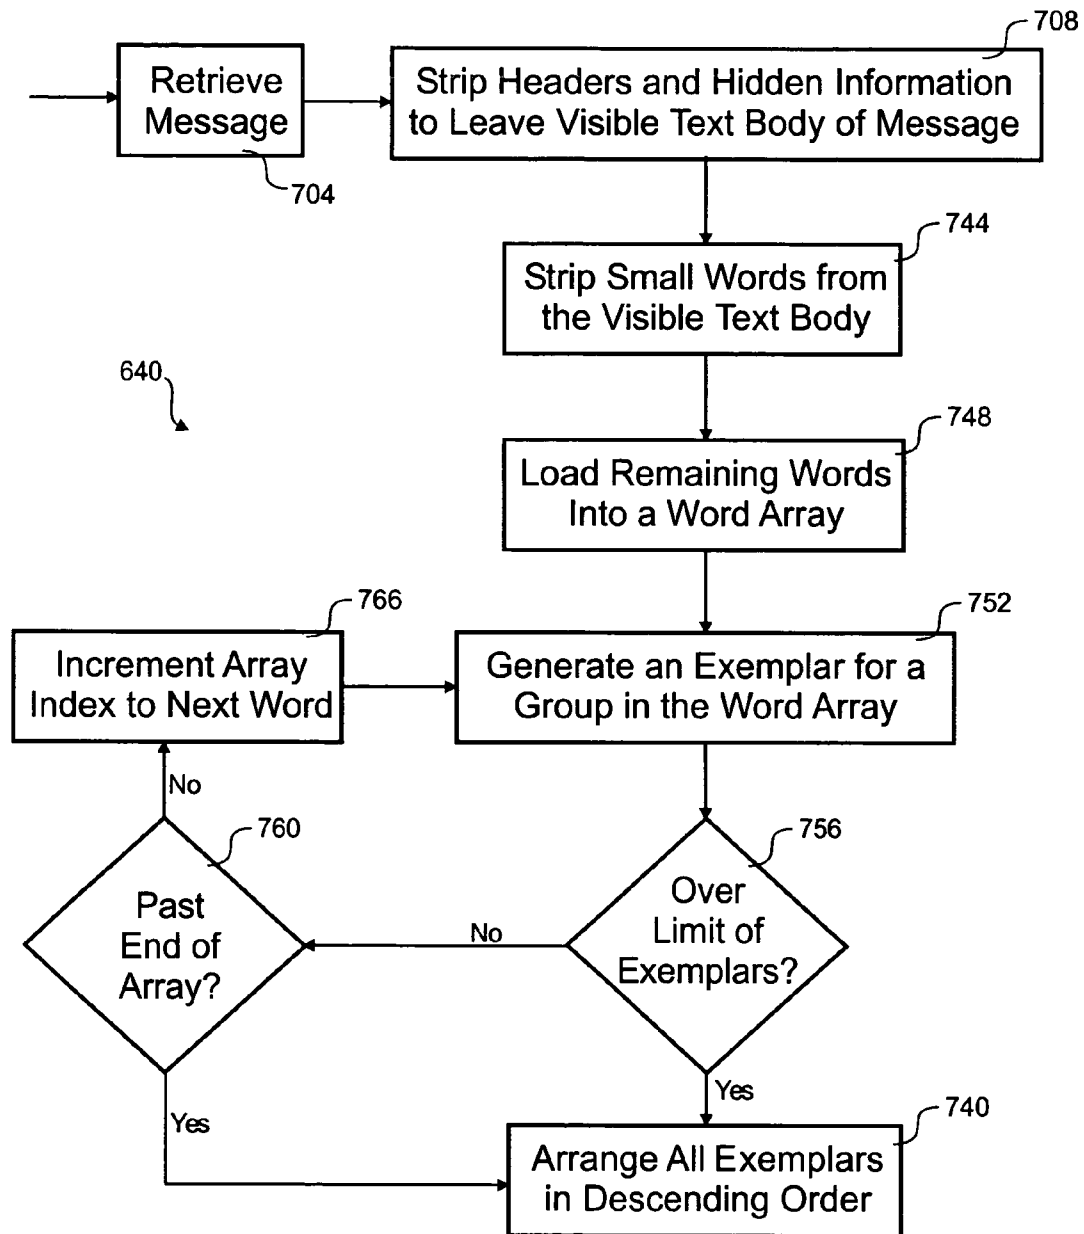 708
Retrieve
Message
704
Strip Headers and Hidden Information
to Leave Visible Text Body of Message
744
Strip Small Words from
the Visible Text Body
640
748
Load Remaining Words
Into a Word Array
766
Increment Array
Index to Next Word
752
Generate an Exemplar for a
Group in the Word Array
No
760
Past
End of
Array?
No
756
Over
Limit of
Exemplars?
Yes
Yes
740
Arrange All Exemplars
in Descending Order